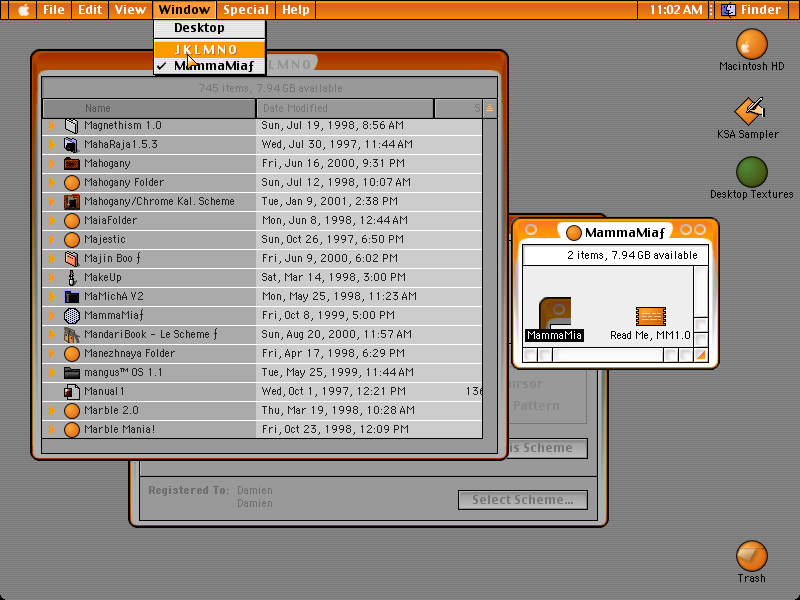 File Edit View Window Special Help 11:02 AM Finder
Desktop
J K L M N O
✓ MammaMiaƒ
L M N O
745 items, 7.94 GB available
Name Date Modified S
Magnethism 1.0 Sun, Jul 19, 1998, 8:56 AM
MahaRaja1.5.3 Wed, Jul 30, 1997, 11:44 AM
Mahogany Fri, Jun 16, 2000, 9:31 PM
Mahogany Folder Sun, Jul 12, 1998, 10:07 AM
Mahogany/Chrome Kal. Scheme Tue, Jan 9, 2001, 2:38 PM
MaiaFolder Mon, Jun 8, 1998, 12:44 AM
Majestic Sun, Oct 26, 1997, 6:50 PM
Majin Boo ƒ Fri, Jun 9, 2000, 6:02 PM
MakeUp Sat, Mar 14, 1998, 3:00 PM
MaMichA V2 Mon, May 25, 1998, 11:23 AM
MammaMiaƒ Fri, Oct 8, 1999, 5:00 PM
MandariBook - Le Scheme ƒ Sun, Aug 20, 2000, 11:57 AM
Manezhnaya Folder Fri, Apr 17, 1998, 6:29 PM
mangus™ OS 1.1 Tue, May 25, 1999, 11:44 AM
Manual1 Wed, Oct 1, 1997, 12:21 PM 136
Marble 2.0 Thu, Mar 19, 1998, 10:28 AM
Marble Mania! Fri, Oct 23, 1998, 12:09 PM
MammaMiaƒ
2 items, 7.94 GB available
MammaMia
Read Me, MM1.0
ursor
Pattern
is Scheme
Registered To: Damien
Damien
Select Scheme...
Macintosh HD
KSA Sampler
Desktop Textures
Trash